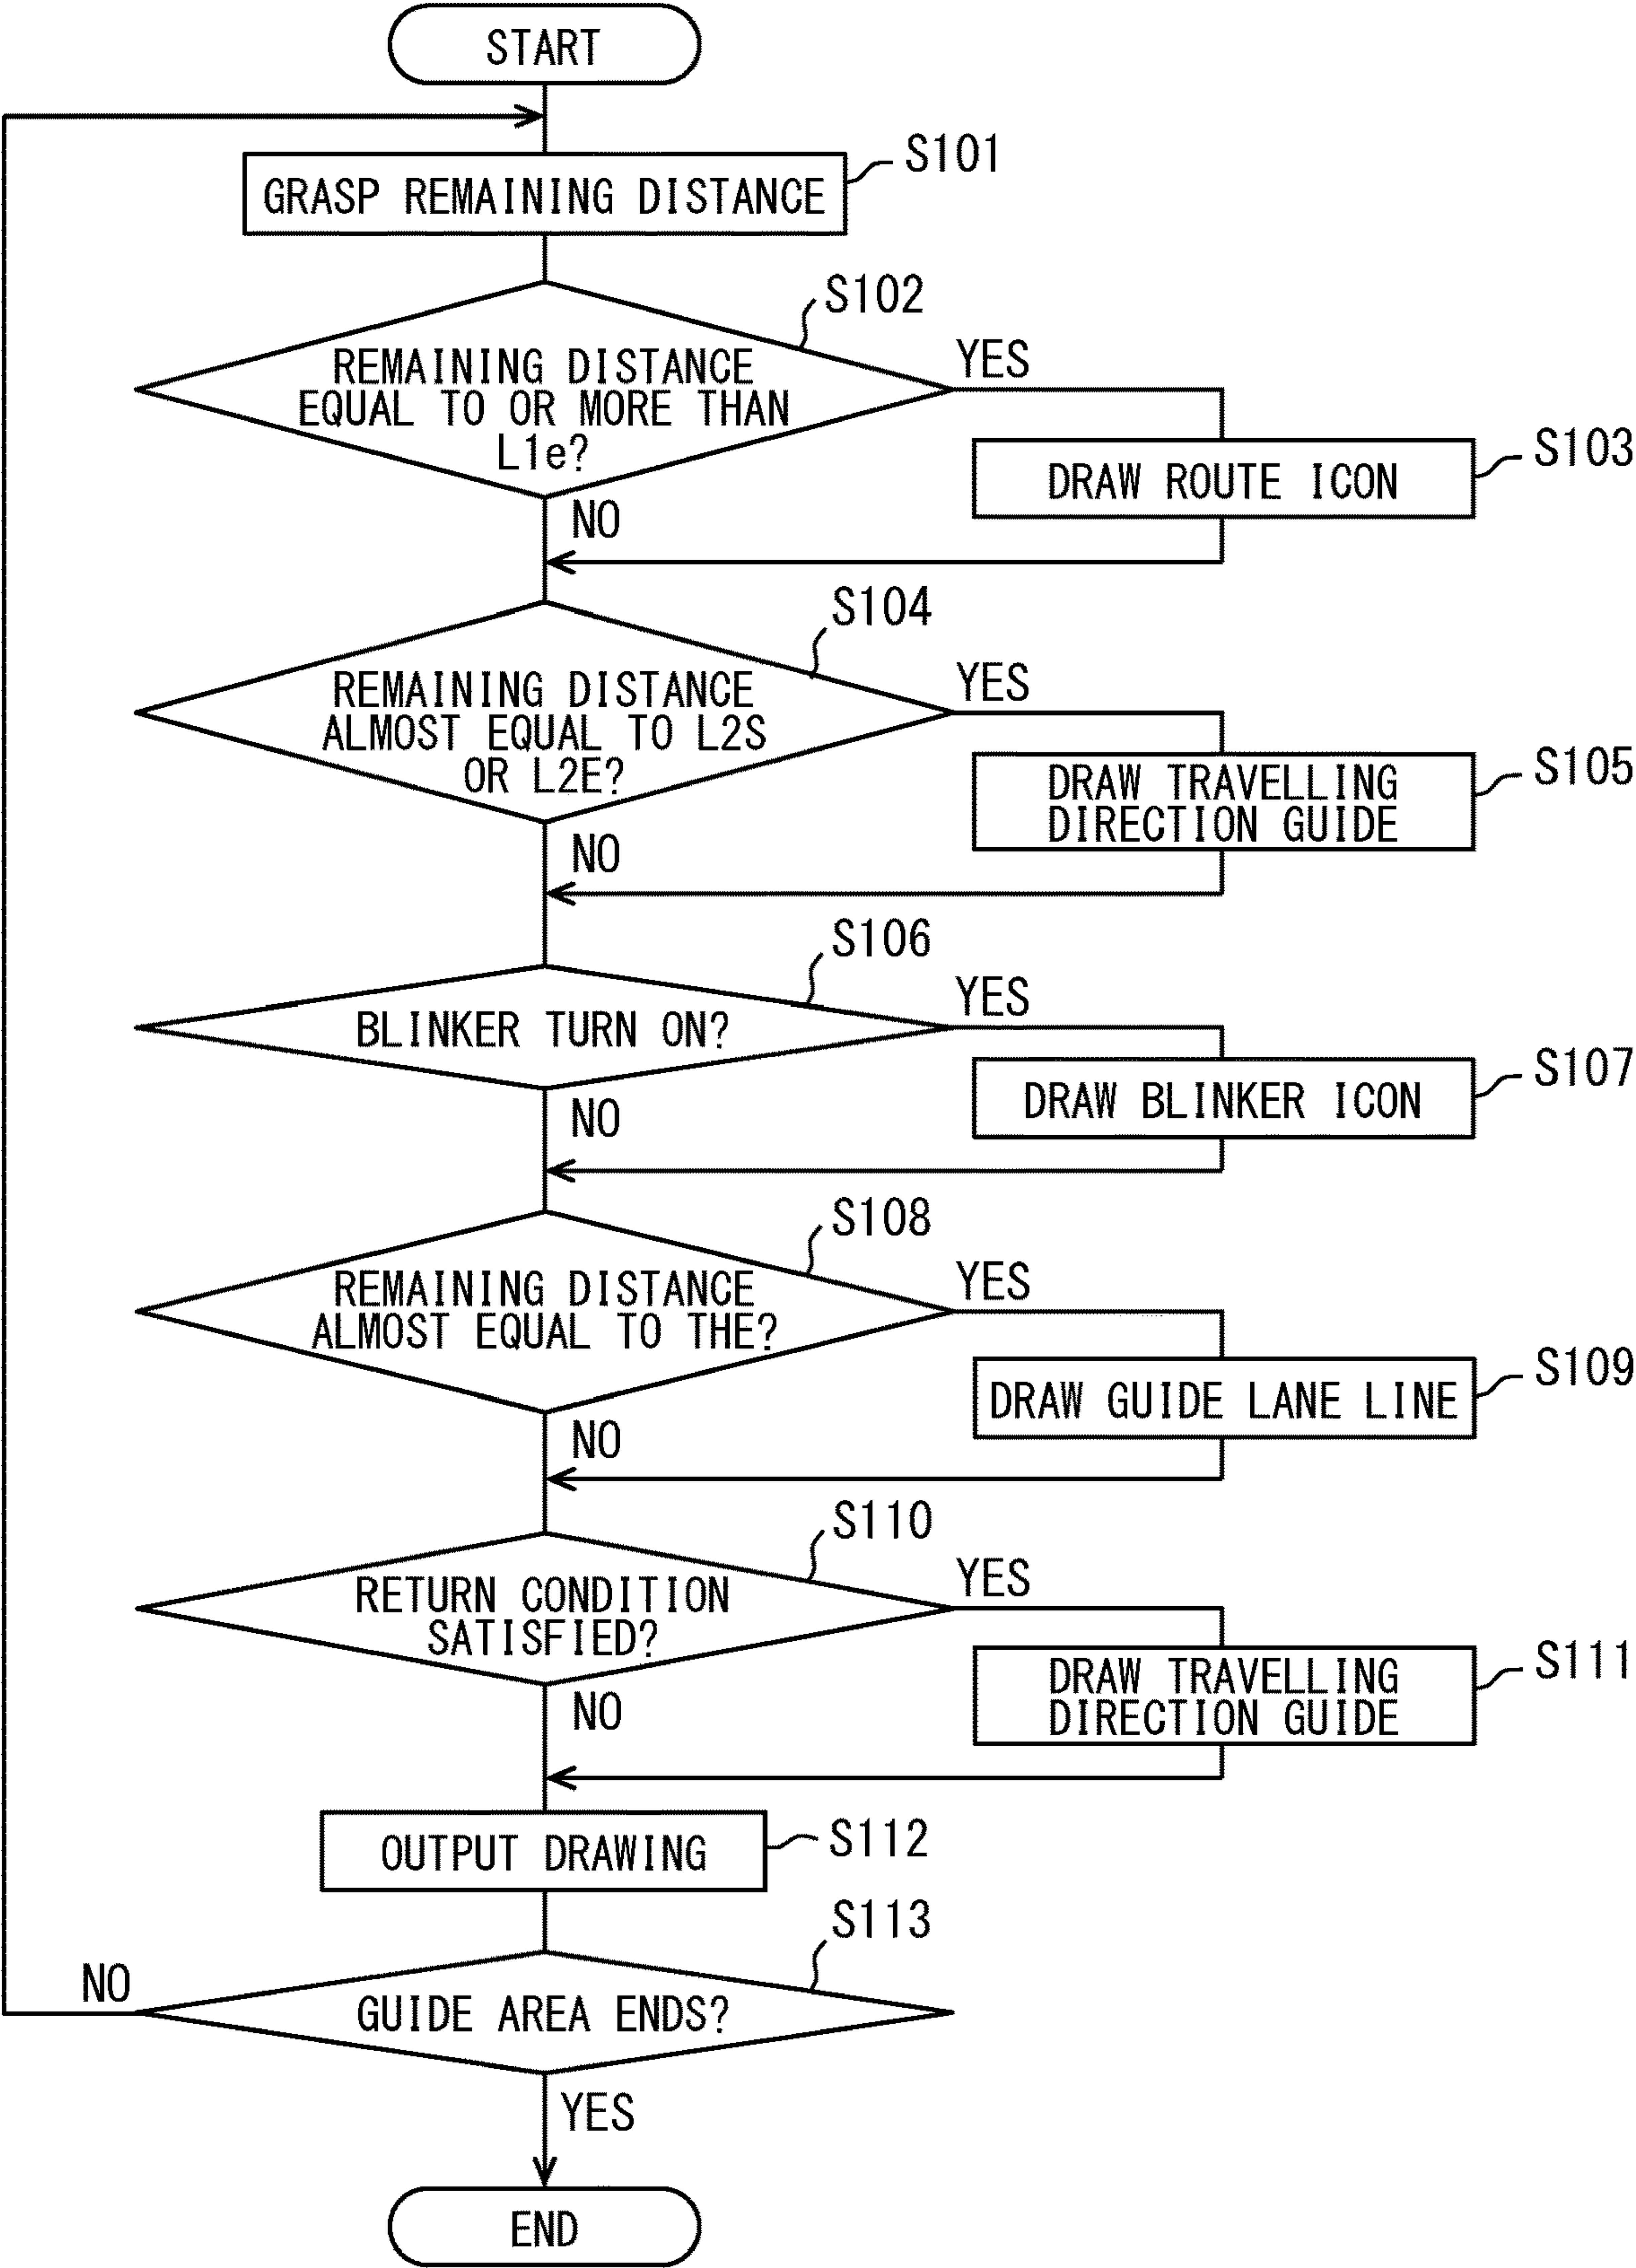 START
S101
GRASP REMAINING DISTANCE
S102
REMAINING DISTANCE
EQUAL TO OR MORE THAN
L1e?
YES
S103
DRAW ROUTE ICON
NO
S104
REMAINING DISTANCE
ALMOST EQUAL TO L2S
OR L2E?
YES
S105
DRAW TRAVELLING
DIRECTION GUIDE
NO
S106
BLINKER TURN ON?
YES
S107
DRAW BLINKER ICON
NO
S108
REMAINING DISTANCE
ALMOST EQUAL TO THE?
YES
S109
DRAW GUIDE LANE LINE
NO
S110
RETURN CONDITION
SATISFIED?
YES
S111
DRAW TRAVELLING
DIRECTION GUIDE
NO
S112
OUTPUT DRAWING
S113
GUIDE AREA ENDS?
NO
YES
END